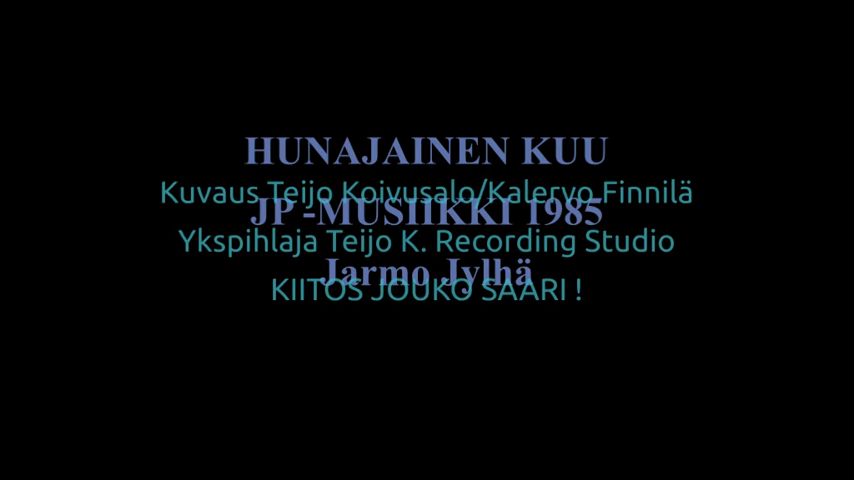 HUNAJAINEN KUU
Kuvaus Teijo Koivusalo/Kalervo Finnilä
JP -MUSIIKKI 1985
Ykspihlaja Teijo K. Recording Studio
Jarmo Jylhä
KIITOS JOUKO SAARI !